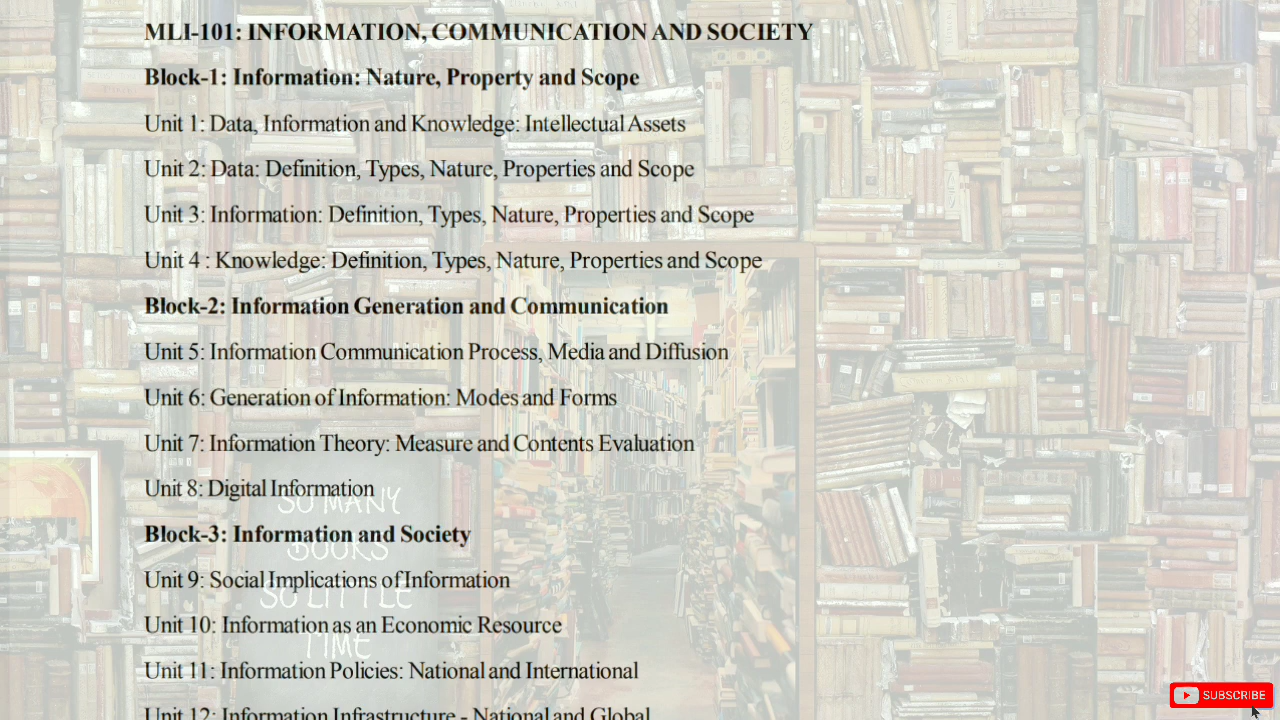 MLI-101: INFORMATION, COMMUNICATION AND SOCIETY
Block-1: Information: Nature, Property and Scope
Unit 1: Data, Information and Knowledge: Intellectual Assets
Unit 2: Data: Definition, Types, Nature, Properties and Scope
Unit 3: Information: Definition, Types, Nature, Properties and Scope
Unit 4 : Knowledge: Definition, Types, Nature, Properties and Scope
Block-2: Information Generation and Communication
Unit 5: Information Communication Process, Media and Diffusion
Unit 6: Generation of Information: Modes and Forms
Unit 7: Information Theory: Measure and Contents Evaluation
Unit 8: Digital Information
SO MANY
Block-3: Information and Society
BOOKS
Unit 9: Social Implications of Information
SO LITTLE
Unit 10: Information as an Economic Resource
TIME
Unit 11: Information Policies: National and International
Unit 12: Information Infrastructure - National and Global
SUBSCRIBE